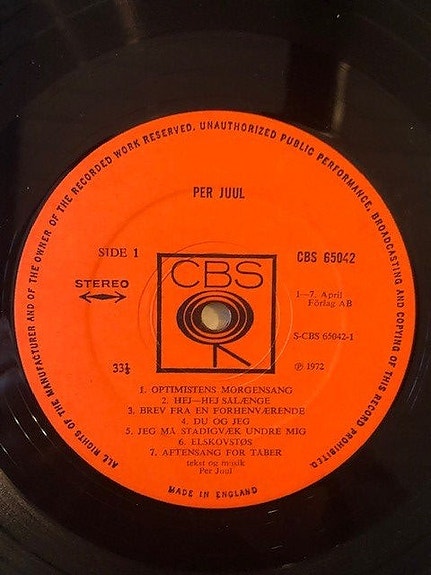 ALL RIGHTS OF THE MANUFACTURER AND OF THE OWNER OF THE RECORDED WORK RESERVED. UNAUTHORIZED PUBLIC PERFORMANCE, BROADCASTING AND COPYING OF THIS RECORD PROHIBITED.
PER JUUL
SIDE 1
CBS 65042
STEREO
CBS
1—7. April
Förlag AB
S-CBS 65042-1
33⅓
℗ 1972
1. OPTIMISTENS MORGENSANG
2. HEJ—HEJ SÅLÆNGE
3. BREV FRA EN FORHENVÆRENDE
4. DU OG JEG
5. JEG MÅ STADIGVÆK UNDRE MIG
6. ELSKOVSTØS
7. AFTENSANG FOR TABER
tekst og musik
Per Juul
MADE IN ENGLAND